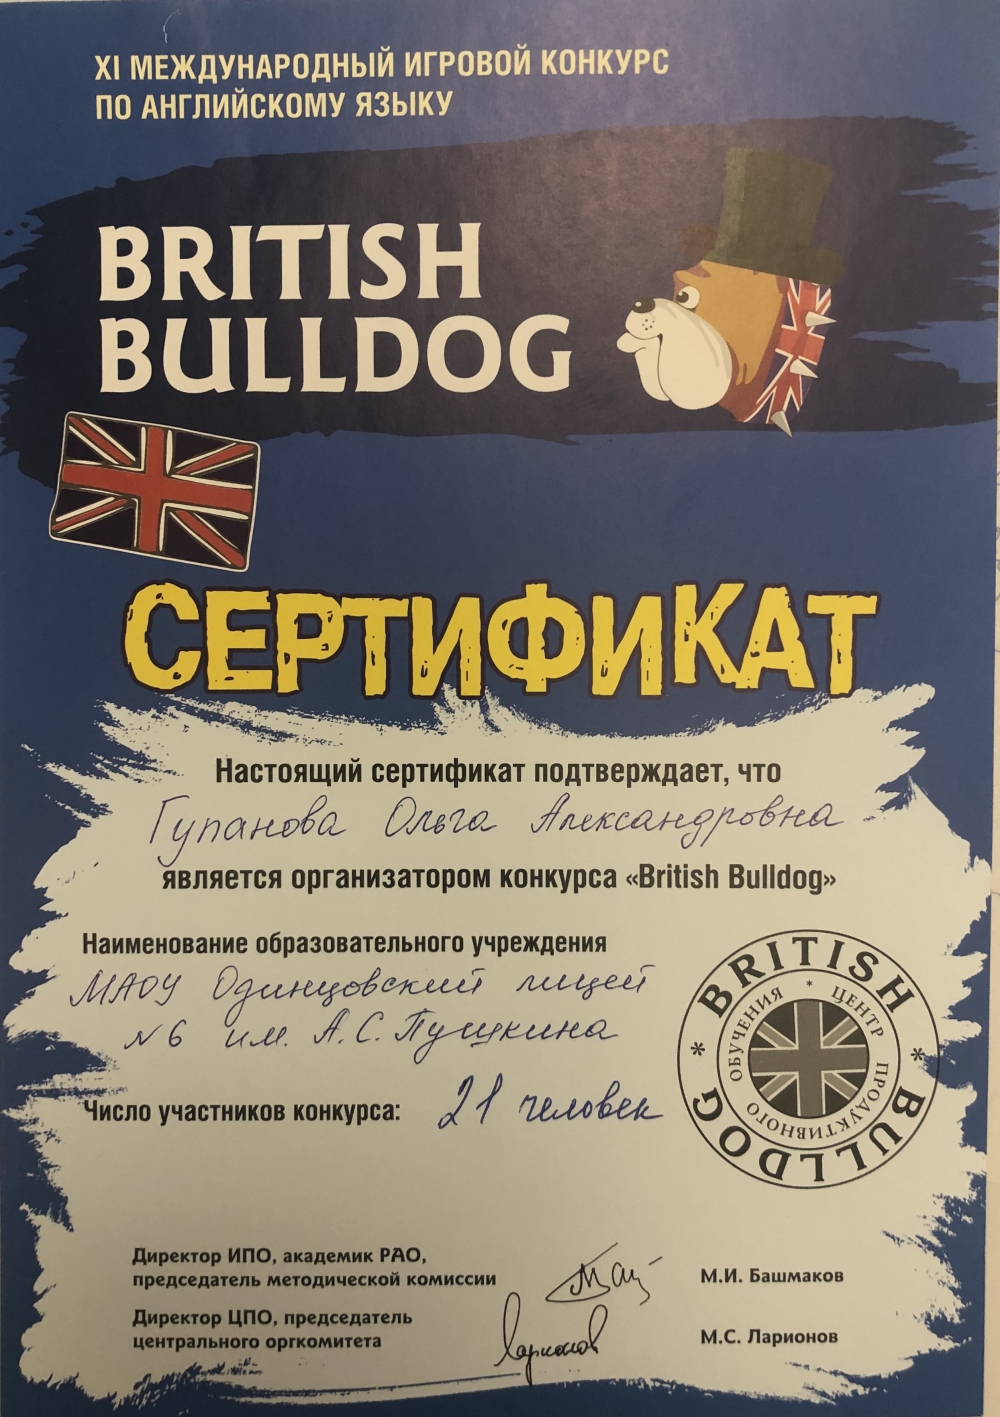 XI МЕЖДУНАРОДНЫЙ ИГРОВОЙ КОНКУРС
ПО АНГЛИЙСКОМУ ЯЗЫКУ
BRITISH
BULLDOG
СЕРТИФИКАТ
Настоящий сертификат подтверждает, что
Гупанова Ольга Александровна
является организатором конкурса «British Bulldog»
Наименование образовательного учреждения
МАОУ Одинцовский лицей
№6 им. А.С.Пушкина
Число участников конкурса: 21 человек
BRITISH * BULLDOG *
ЦЕНТР ПРОДУКТИВНОГО ОБУЧЕНИЯ *
Директор ИПО, академик РАО,
председатель методической комиссии
М.И. Башмаков
Директор ЦПО, председатель
центрального оргкомитета
Ларионов
М.С. Ларионов